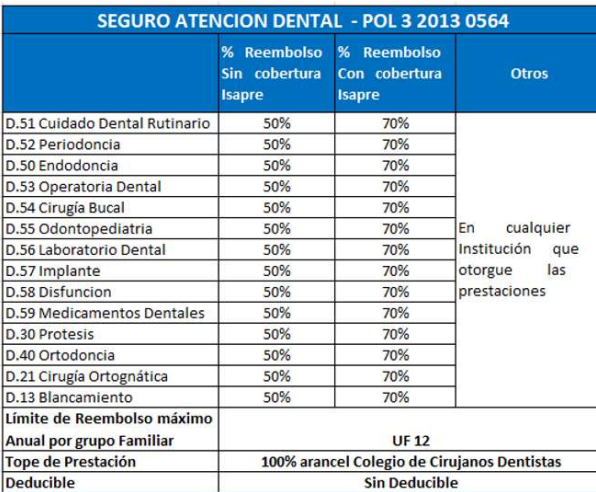 SEGURO ATENCION DENTAL - POL 3 2013 0564
% Reembolso Sin cobertura Isapre % Reembolso Con cobertura Isapre Otros
D.51 Cuidado Dental Rutinario 50% 70%
D.52 Periodoncia 50% 70%
D.50 Endodoncia 50% 70%
D.53 Operatoria Dental 50% 70%
D.54 Cirugía Bucal 50% 70%
D.55 Odontopediatria 50% 70%
D.56 Laboratorio Dental 50% 70%
D.57 Implante 50% 70%
D.58 Disfuncion 50% 70%
D.59 Medicamentos Dentales 50% 70%
D.30 Protesis 50% 70%
D.40 Ortodoncia 50% 70%
D.21 Cirugía Ortognática 50% 70%
D.13 Blancamiento 50% 70%
En cualquier
Institución que
otorgue las
prestaciones
Límite de Reembolso máximo
Anual por grupo Familiar UF 12
Tope de Prestación 100% arancel Colegio de Cirujanos Dentistas
Deducible Sin Deducible